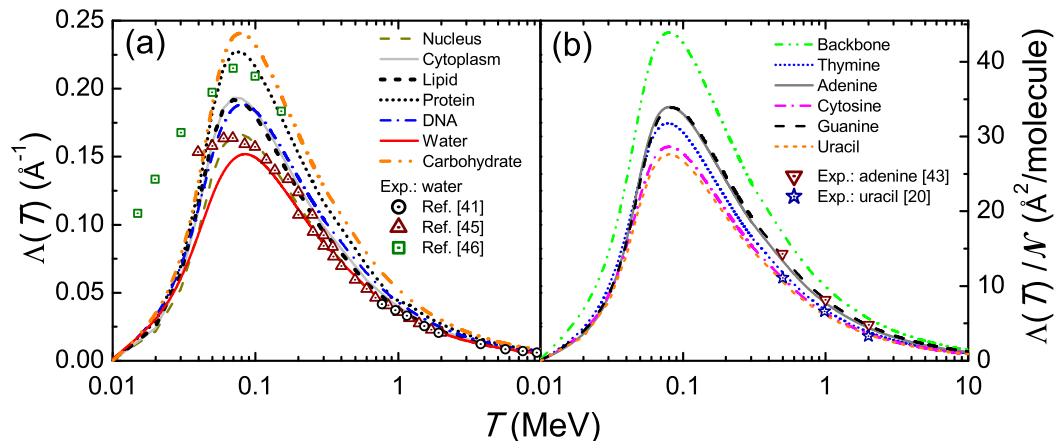 (a)
Nucleus
Cytoplasm
Lipid
Protein
DNA
Water
Carbohydrate
Exp.: water
Ref. [41]
Ref. [45]
Ref. [46]
Λ(T) (Å⁻¹)
0.25
0.20
0.15
0.10
0.05
0.00
0.01
0.1
1
(b)
Backbone
Thymine
Adenine
Cytosine
Guanine
Uracil
Exp.: adenine [43]
Exp.: uracil [20]
0.01
0.1
1
10
40
30
20
10
0
Λ(T) /𝒩 (Å²/molecule)
T (MeV)